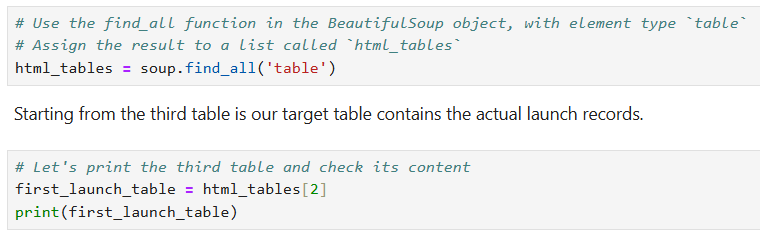 # Use the find_all function in the BeautifulSoup object, with element type `table`
# Assign the result to a list called `html_tables`
html_tables = soup.find_all('table')
Starting from the third table is our target table contains the actual launch records.
# Let's print the third table and check its content
first_launch_table = html_tables[2]
print(first_launch_table)